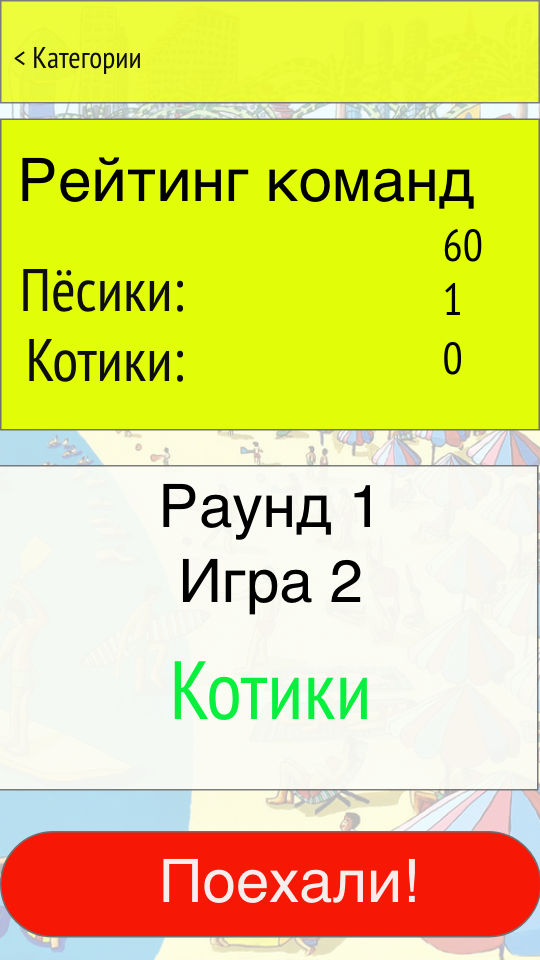 < Категории
Рейтинг команд
60
Пёсики: 1
Котики: 0
Раунд 1
Игра 2
Котики
Поехали!